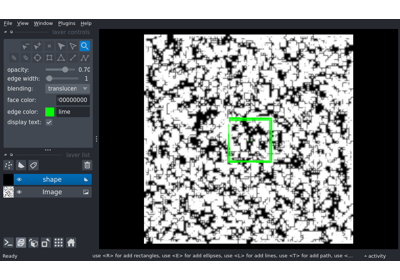 File View Window Plugins Help
layer controls
opacity: 0.70
edge width: 1
blending: translucen
face color: 00000000
edge color: lime
display text:
layer list
shape
Image
Ready use <R> for add rectangles, use <E> for add ellipses, use <L> for add lines, use <T> for add path, use <... activity